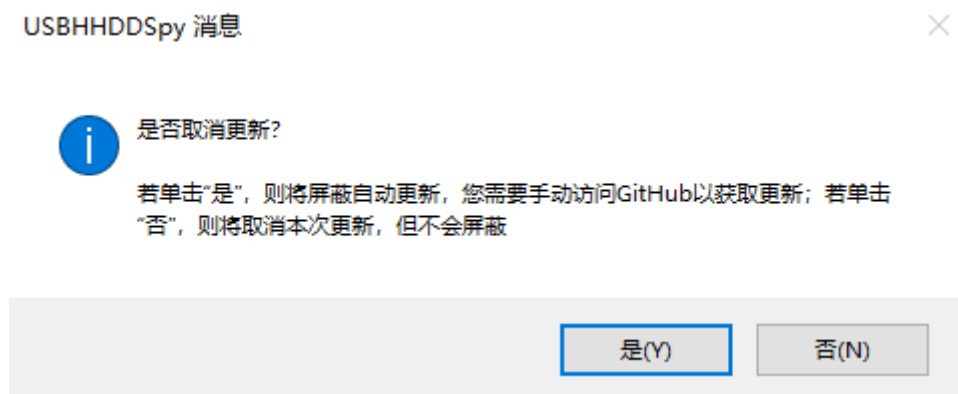 USBHHDDSpy 消息
是否取消更新?
若单击“是”，则将屏蔽自动更新，您需要手动访问GitHub以获取更新；若单击
“否”，则将取消本次更新，但不会屏蔽
是(Y)
否(N)